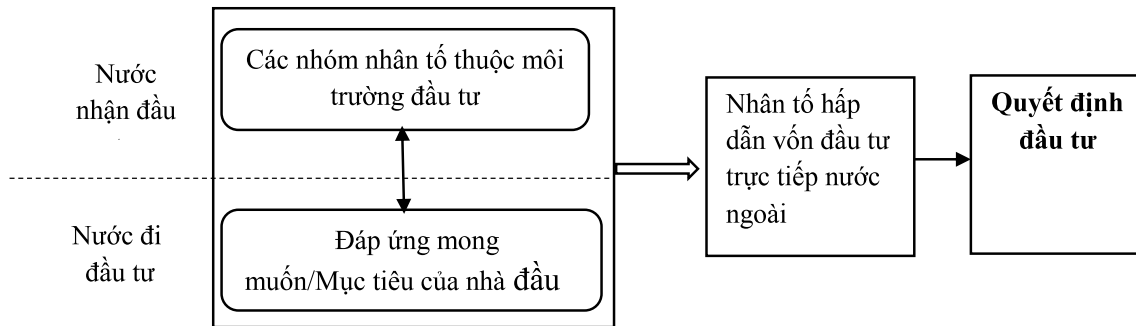 Nước
nhận đầu
Các nhóm nhân tố thuộc môi
trường đầu tư
Nước đi
đầu tư
Đáp ứng mong
muốn/Mục tiêu của nhà đầu
Nhân tố hấp
dẫn vốn đầu tư
trực tiếp nước
ngoài
Quyết định
đầu tư